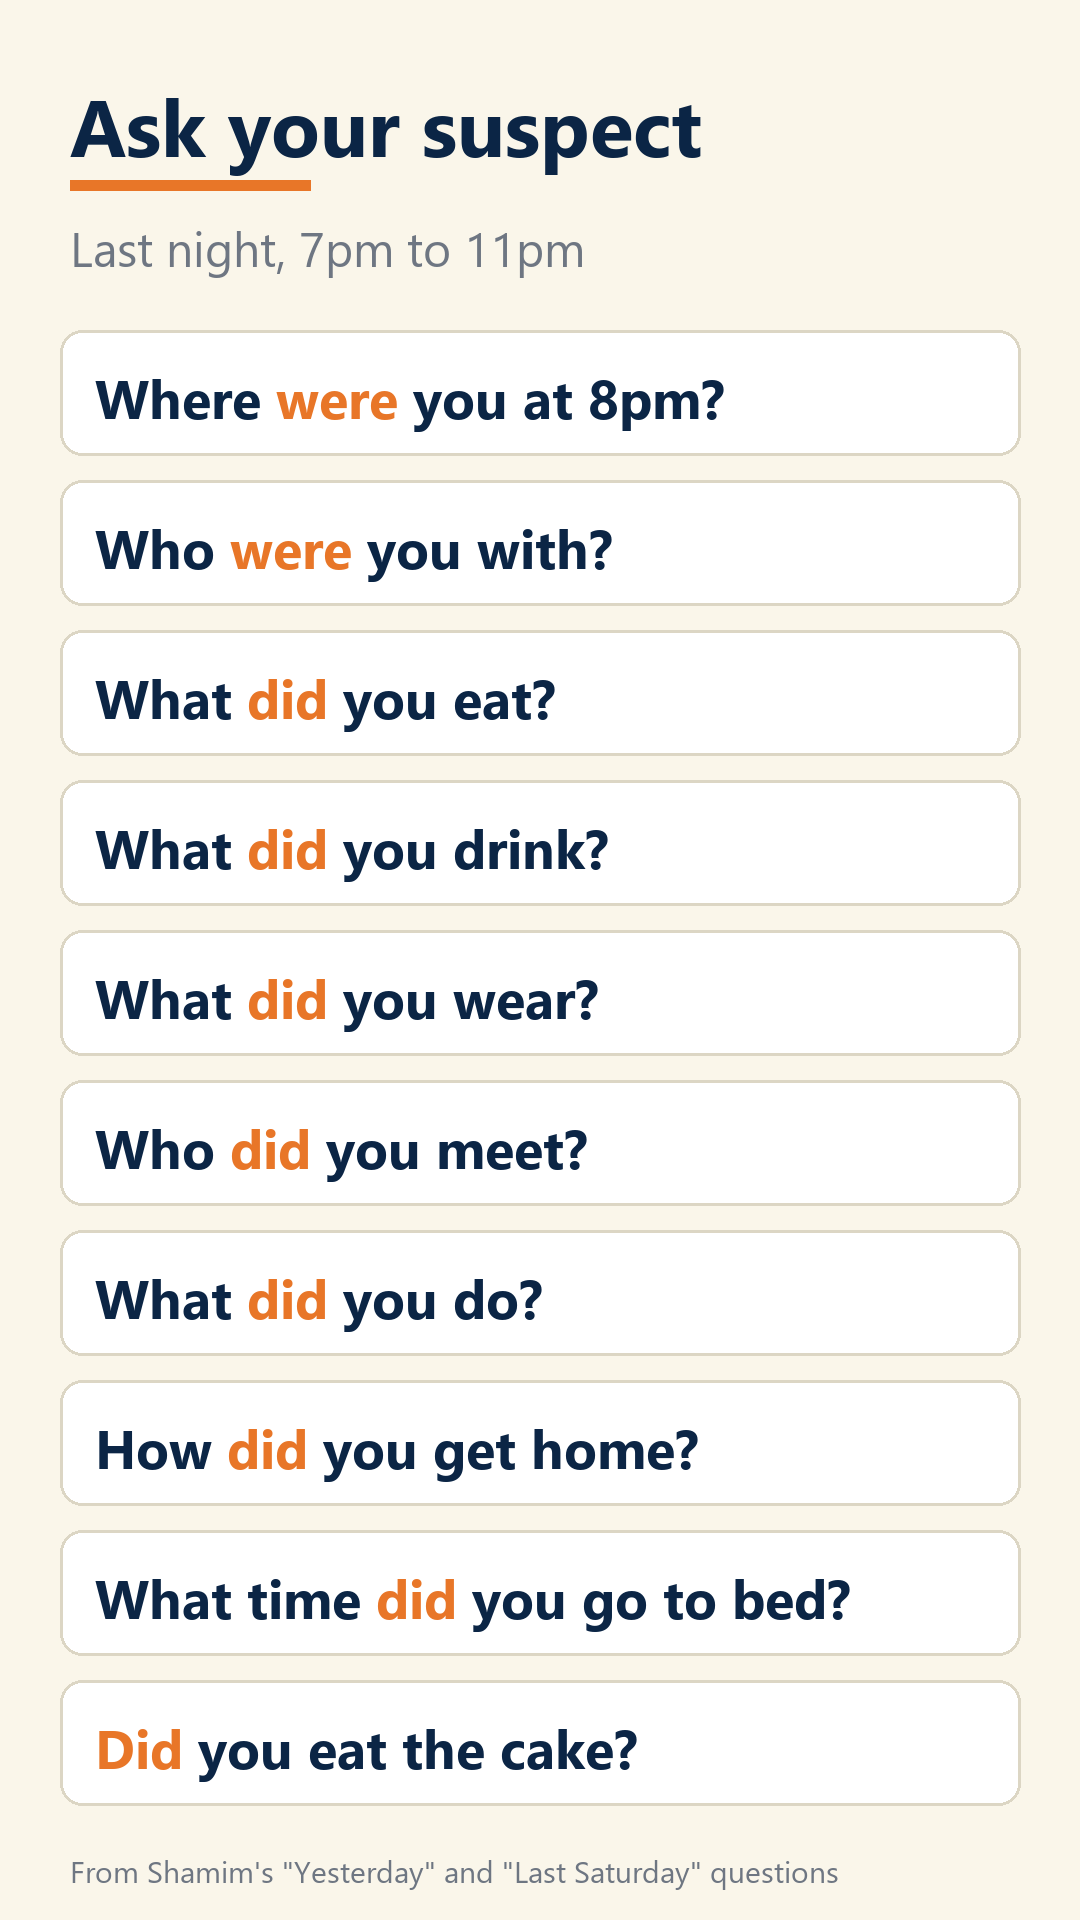 Ask your suspect
Last night, 7pm to 11pm
Where were you at 8pm?
Who were you with?
What did you eat?
What did you drink?
What did you wear?
Who did you meet?
What did you do?
How did you get home?
What time did you go to bed?
Did you eat the cake?
From Shamim's "Yesterday" and "Last Saturday" questions